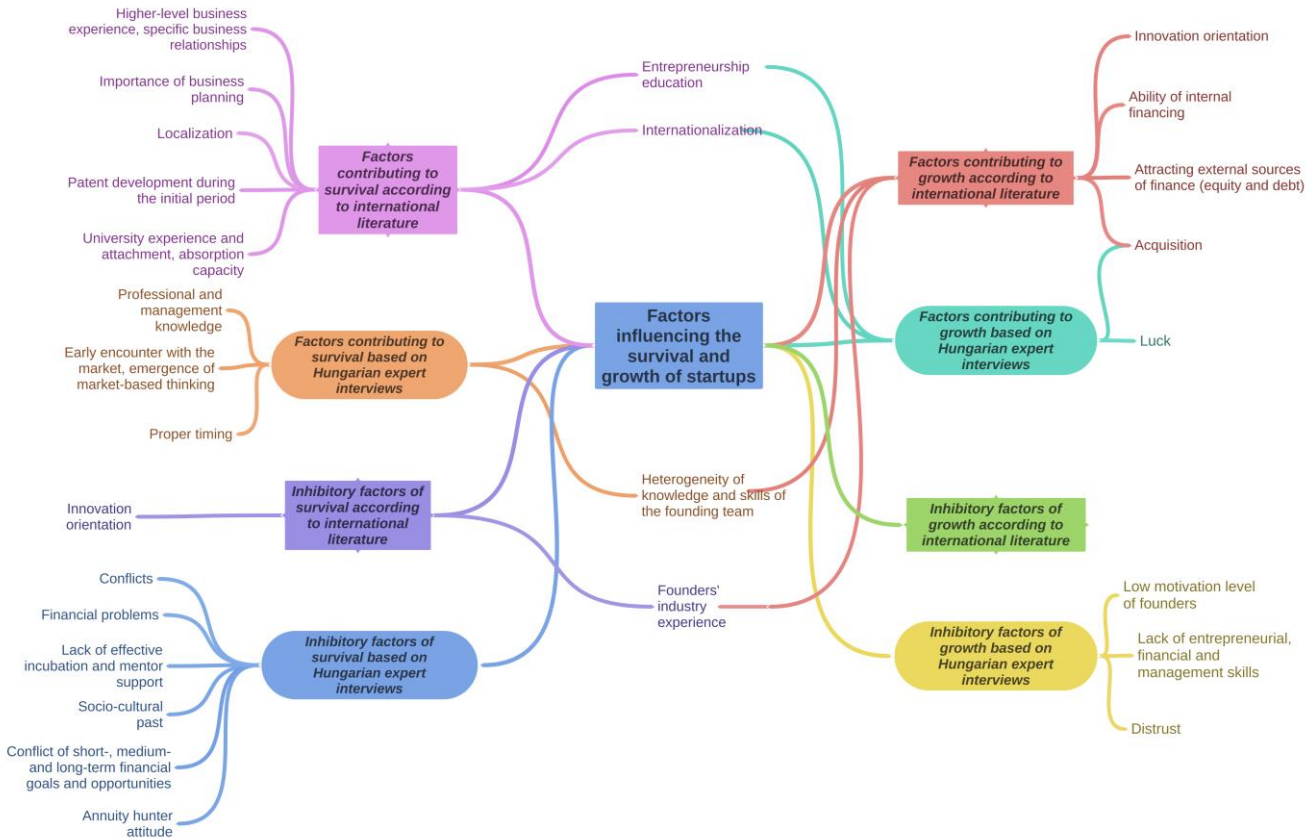 Higher-level business
experience, specific business
relationships
Importance of business
planning
Localization
Patent development during
the initial period
University experience and
attachment, absorption
capacity
Factors
contributing to
survival according
to international
literature
Professional and
management
knowledge
Early encounter with the
market, emergence of
market-based thinking
Proper timing
Factors contributing to
survival based on
Hungarian expert
interviews
Innovation
orientation
Inhibitory factors of
survival according
to international
literature
Conflicts
Financial problems
Lack of effective
incubation and mentor
support
Socio-cultural
past
Conflict of short-, medium-
and long-term financial
goals and opportunities
Annuity hunter
attitude
Inhibitory factors of
survival based on
Hungarian expert
interviews
Entrepreneurship
education
Internationalization
Factors
influencing the
survival and
growth of startups
Heterogeneity of
knowledge and skills of
the founding team
Founders'
industry
experience
Factors contributing to
growth according to
international literature
Innovation orientation
Ability of internal
financing
Attracting external sources
of finance (equity and debt)
Acquisition
Factors contributing to
growth based on
Hungarian expert
interviews
Luck
Inhibitory factors of
growth according to
international literature
Inhibitory factors of
growth based on
Hungarian expert
interviews
Low motivation level
of founders
Lack of entrepreneurial,
financial and
management skills
Distrust